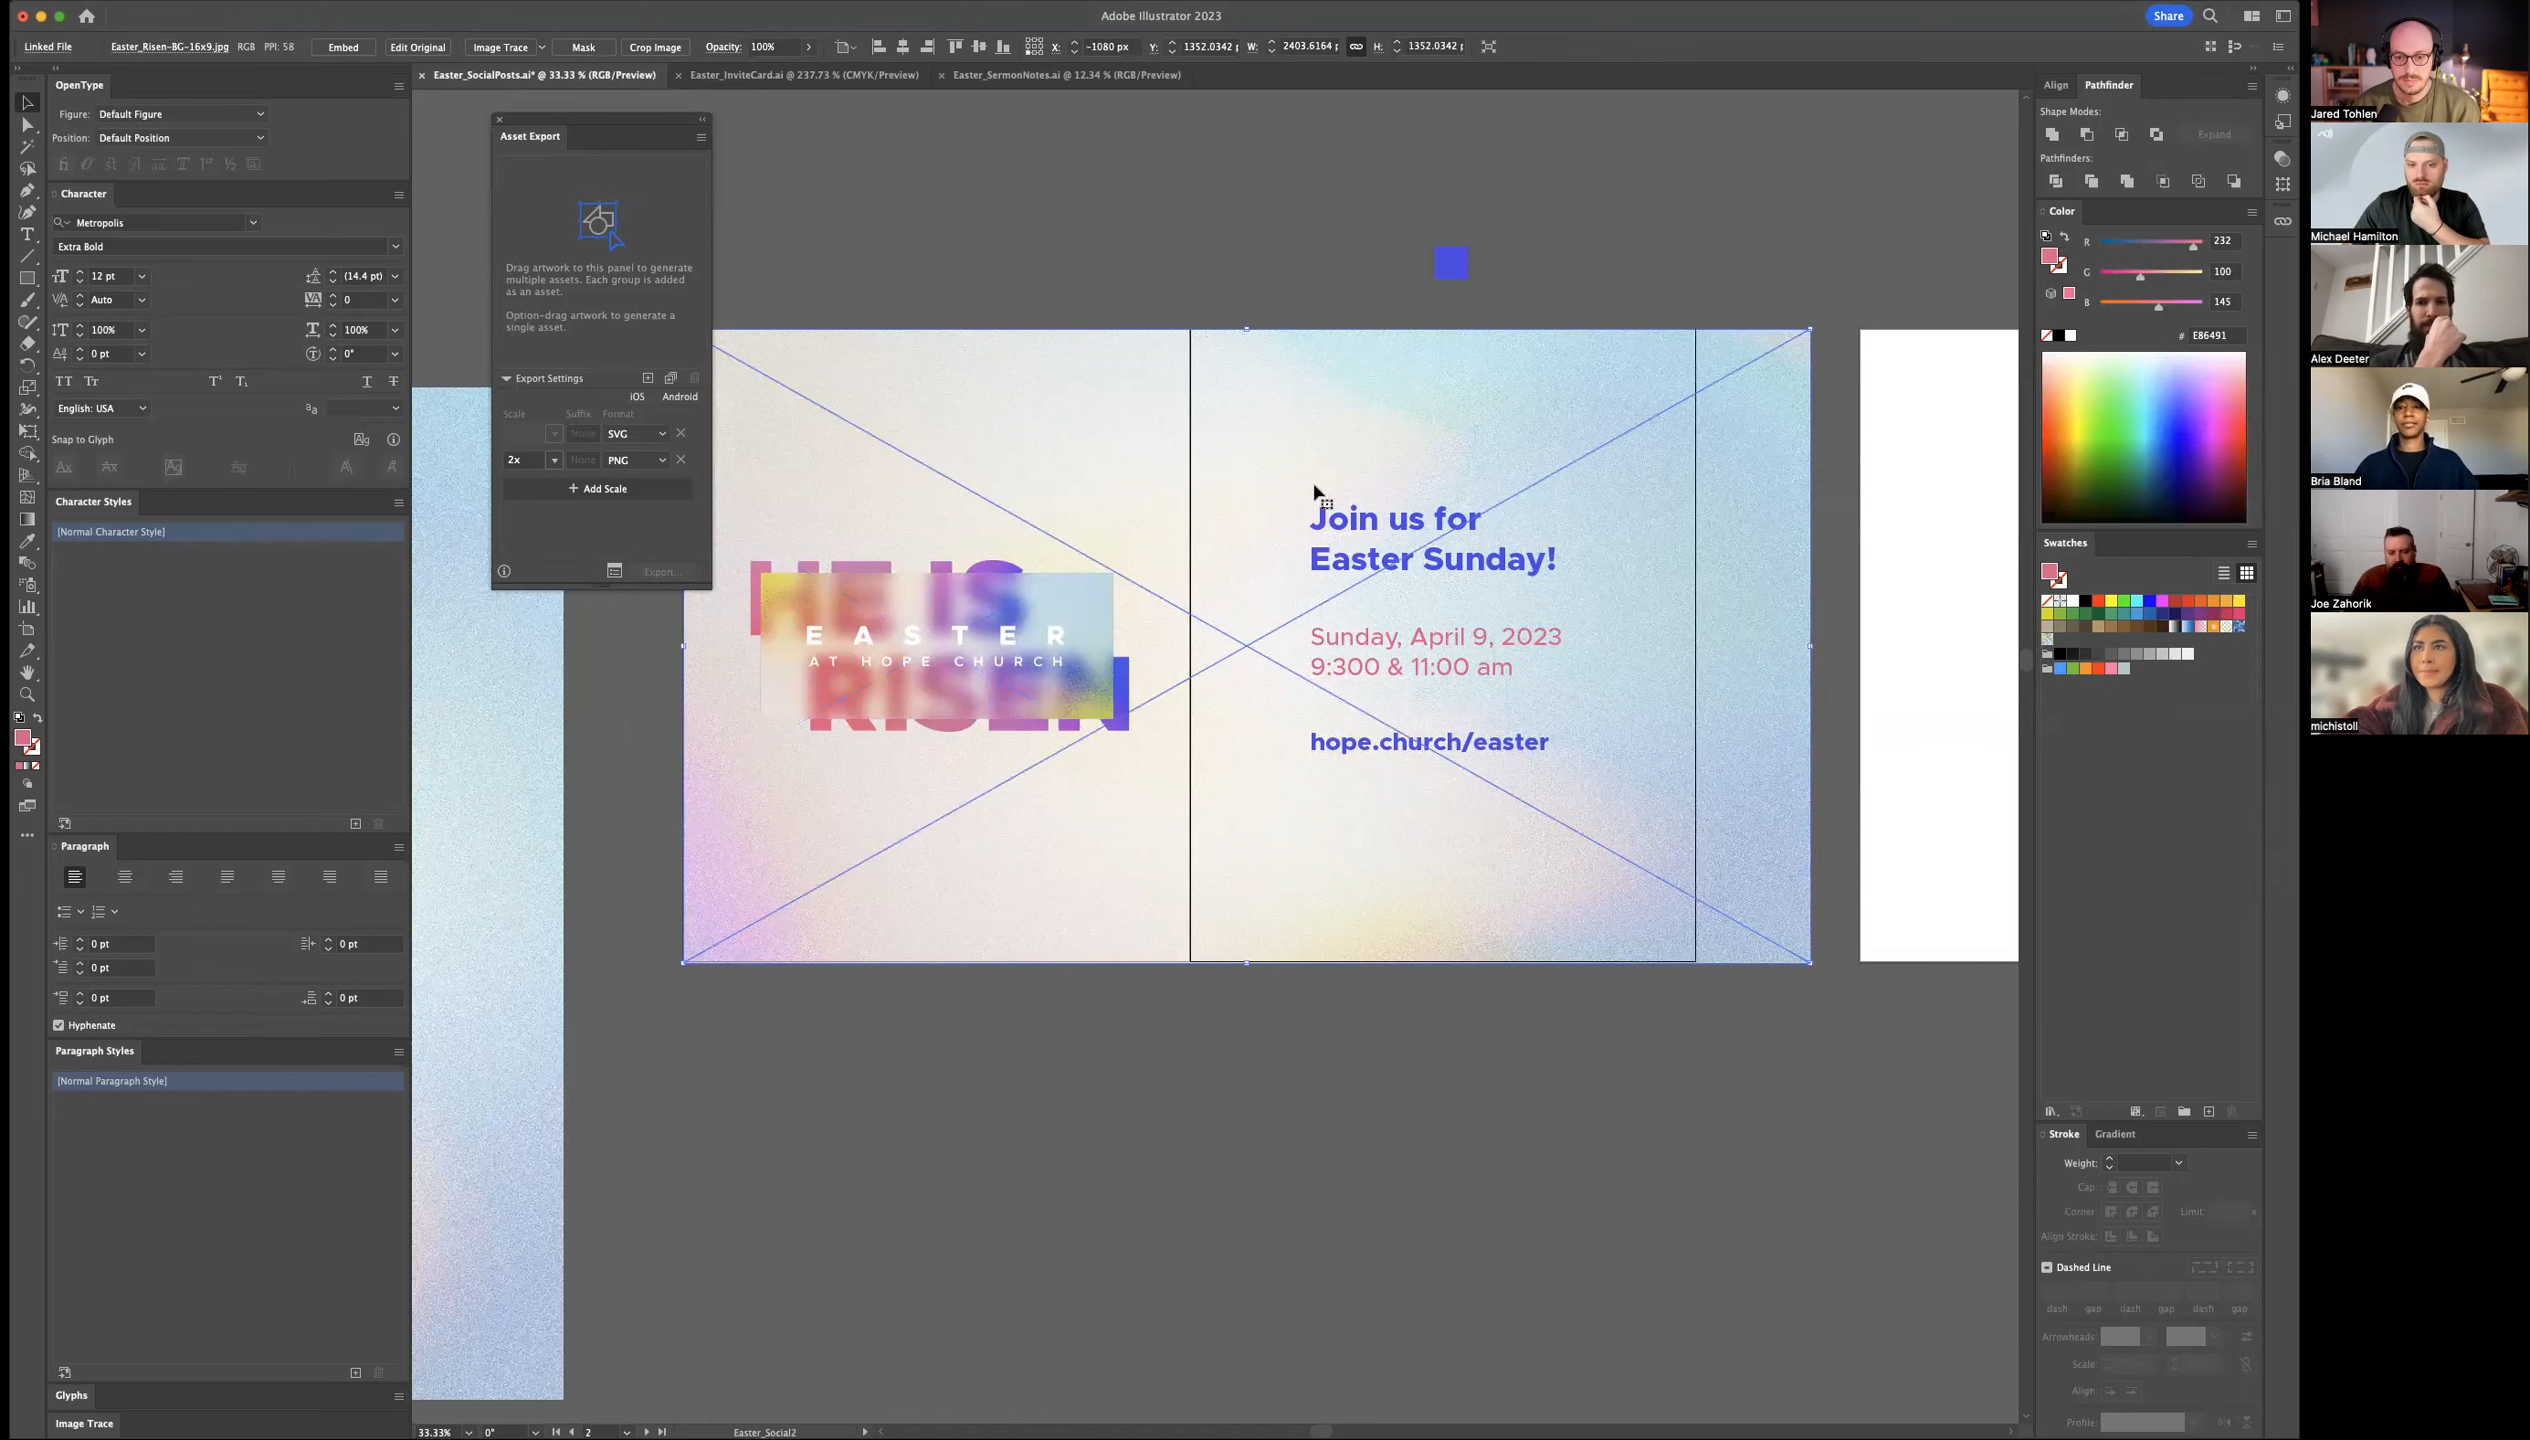 Adobe Illustrator 2023
Share
Linked File
Easter_Risen-BG-16x9.jpg
RGB
PPI: 58
Embed
Edit Original
Image Trace
Mask
Crop Image
Opacity:
100%
X:
-1080 px
Y:
1352.0342 p
W:
2403.6164 p
H:
1352.0342 p
Easter_SocialPosts.ai* @ 33.33 % (RGB/Preview)
Easter_InviteCard.ai @ 237.73 % (CMYK/Preview)
Easter_SermonNotes.ai @ 12.34 % (RGB/Preview)
OpenType
Figure:
Default Figure
Position:
Default Position
Character
Metropolis
Extra Bold
12 pt
(14.4 pt)
Auto
0
100%
100%
0 pt
0°
English: USA
Snap to Glyph
Character Styles
[Normal Character Style]
Paragraph
0 pt
0 pt
0 pt
0 pt
0 pt
Hyphenate
Paragraph Styles
[Normal Paragraph Style]
Glyphs
Image Trace
Asset Export
Drag artwork to this panel to generate
multiple assets. Each group is added
as an asset.
Option-drag artwork to generate a
single asset.
Export Settings
iOS
Android
Scale
Suffix
Format
None
SVG
2x
None
PNG
+ Add Scale
Export...
HE IS
EASTER
AT HOPE CHURCH
RISEN
Join us for
Easter Sunday!
Sunday, April 9, 2023
9:300 & 11:00 am
hope.church/easter
33.33%
0°
2
Easter_Social2
Align
Pathfinder
Shape Modes:
Expand
Pathfinders:
Color
R
232
G
100
B
145
#
E86491
Swatches
Stroke
Gradient
Weight:
Cap:
Corner:
Limit:
Align Stroke:
Dashed Line
dash
gap
dash
gap
dash
gap
Arrowheads:
Scale:
Align:
Profile:
Jared Tohlen
Michael Hamilton
Alex Deeter
Bria Bland
Joe Zahorik
michistoll